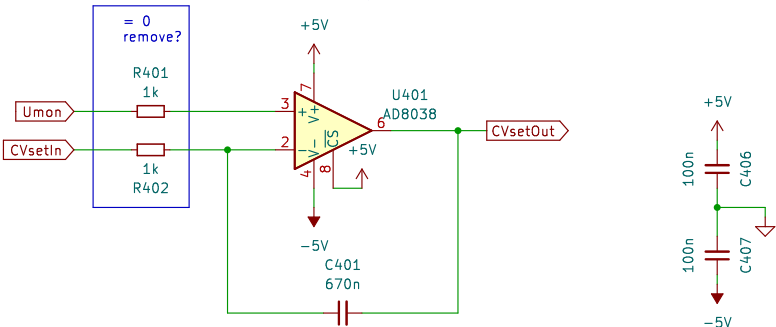 = 0
remove?
+5V
R401
1k
U401
AD8038
7
Umon
3
+
V+
6
CVsetOut
CVsetIn
2
-
V-
CS
+5V
4
8
1k
R402
-5V
C401
670n
+5V
100n
C406
100n
C407
-5V